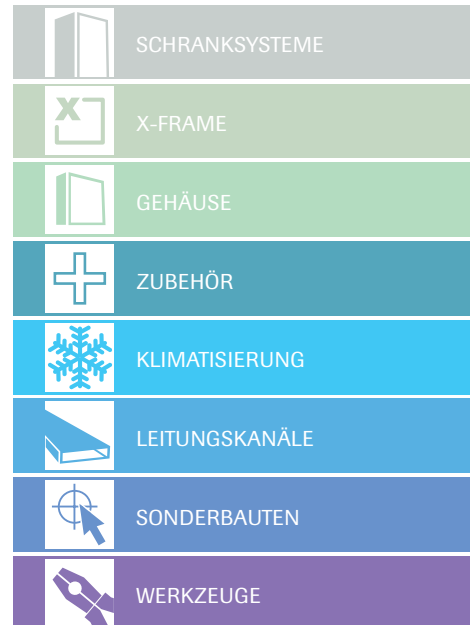 SCHRANKSYSTEME
X-FRAME
GEHÄUSE
ZUBEHÖR
KLIMATISIERUNG
LEITUNGSKANÄLE
SONDERBAUTEN
WERKZEUGE